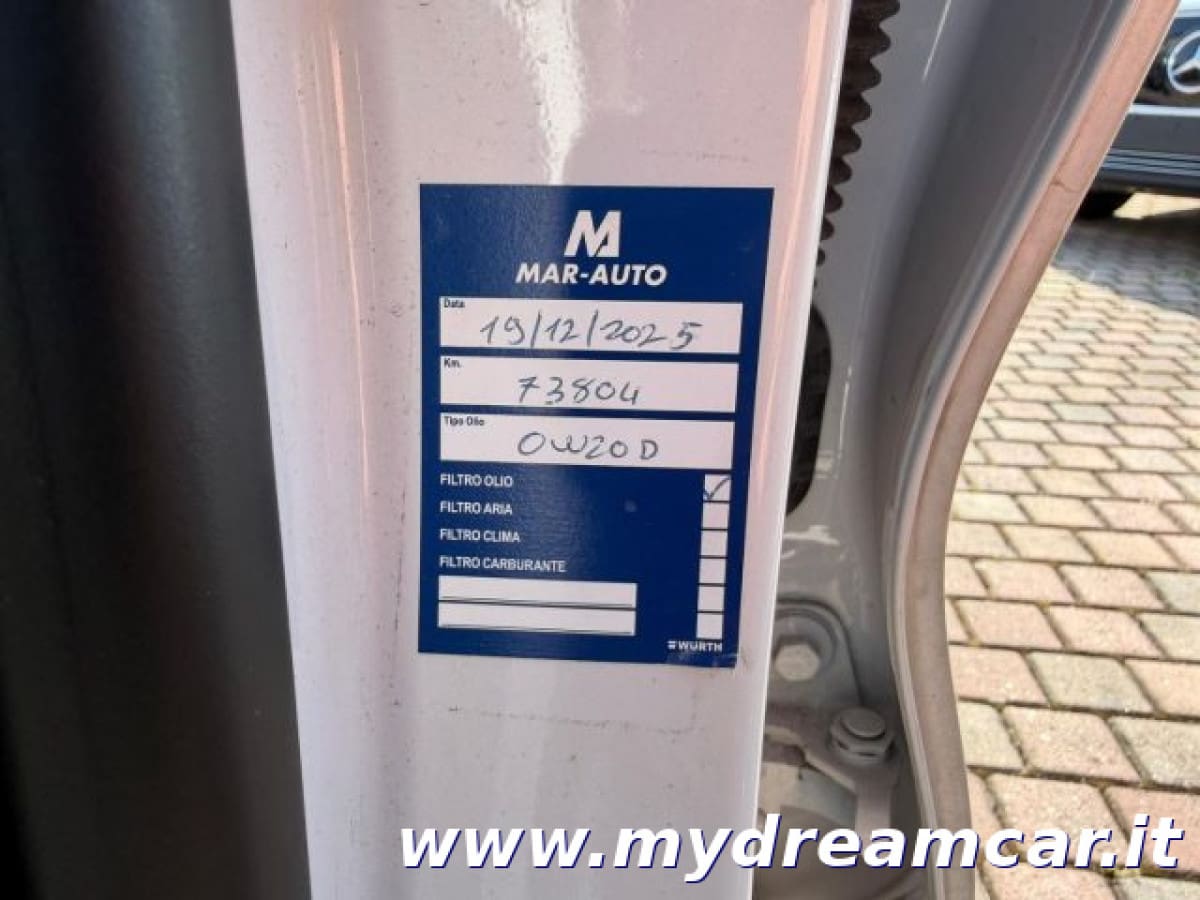 MAR-AUTO
Data
19/12/2025
Km.
73804
Tipo Olio
0W20 D
FILTRO OLIO
FILTRO ARIA
FILTRO CLIMA
FILTRO CARBURANTE
WÜRTH
www.mydreamcar.it